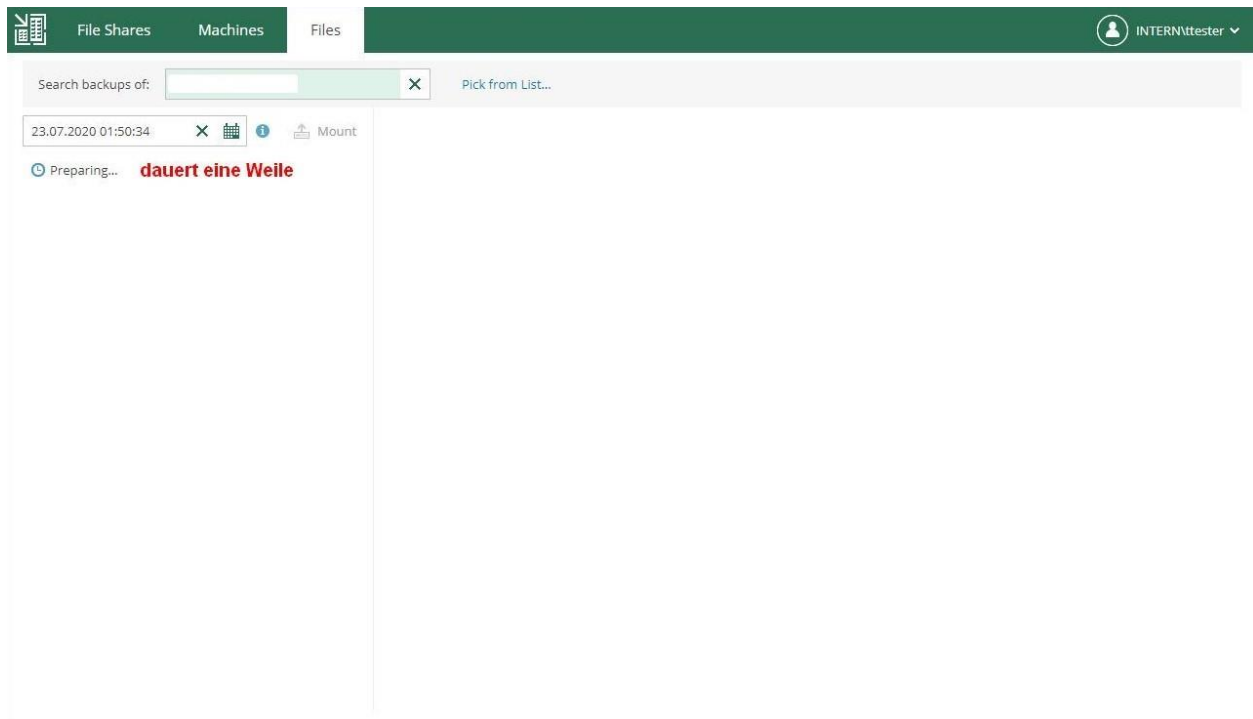 File Shares Machines Files INTERN\ttester
Search backups of: Pick from List...
23.07.2020 01:50:34 Mount
Preparing... dauert eine Weile